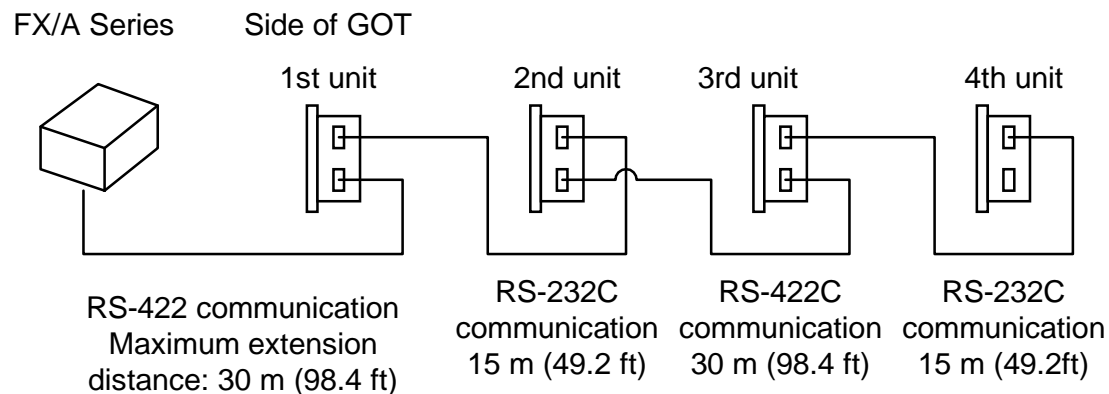 FX/A Series
Side of GOT
1st unit
2nd unit
3rd unit
4th unit
RS-422 communication
Maximum extension
distance: 30 m (98.4 ft)
RS-232C
communication
15 m (49.2 ft)
RS-422C
communication
30 m (98.4 ft)
RS-232C
communication
15 m (49.2ft)